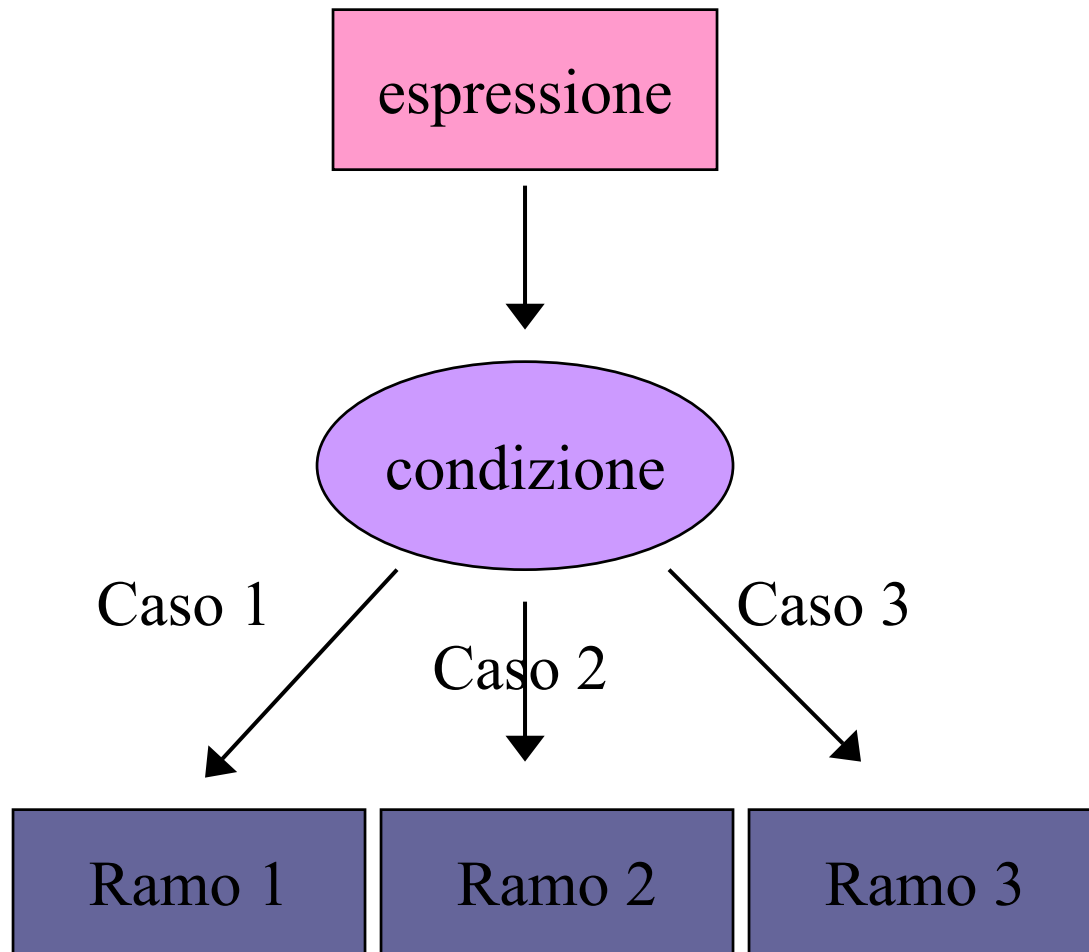 espressione
condizione
Caso 1
Caso 3
Caso 2
Ramo 1
Ramo 2
Ramo 3